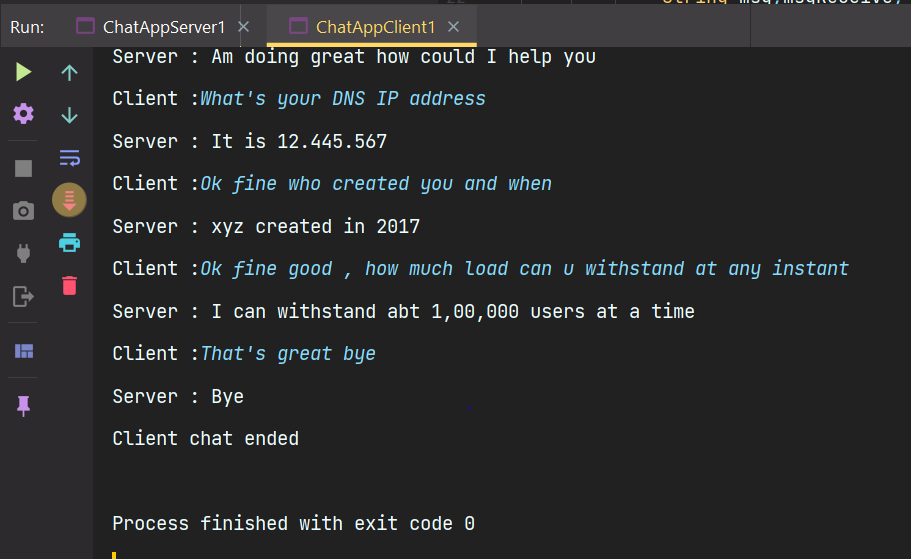 Run: ChatAppServer1 ChatAppClient1
Server : Am doing great how could I help you
Client :What's your DNS IP address
Server : It is 12.445.567
Client :Ok fine who created you and when
Server : xyz created in 2017
Client :Ok fine good , how much load can u withstand at any instant
Server : I can withstand abt 1,00,000 users at a time
Client :That's great bye
Server : Bye
Client chat ended
Process finished with exit code 0